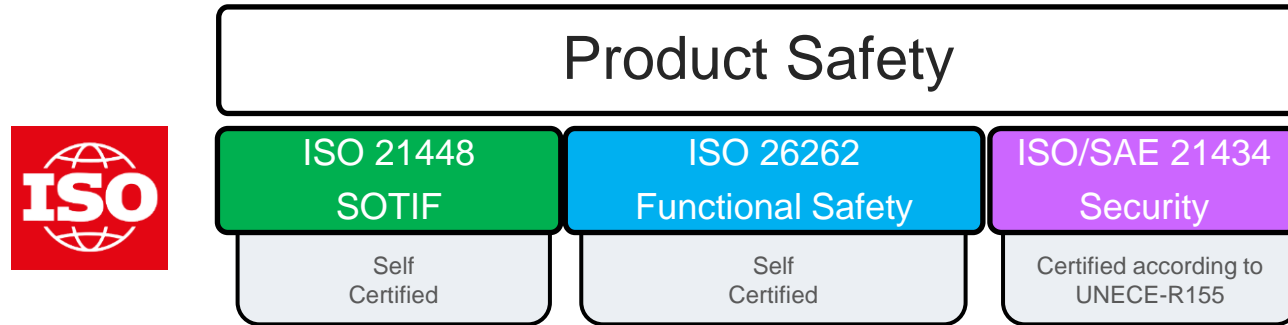 Product Safety
ISO
ISO 21448
SOTIF
ISO 26262
Functional Safety
ISO/SAE 21434
Security
Self
Certified
Self
Certified
Certified according to
UNECE-R155